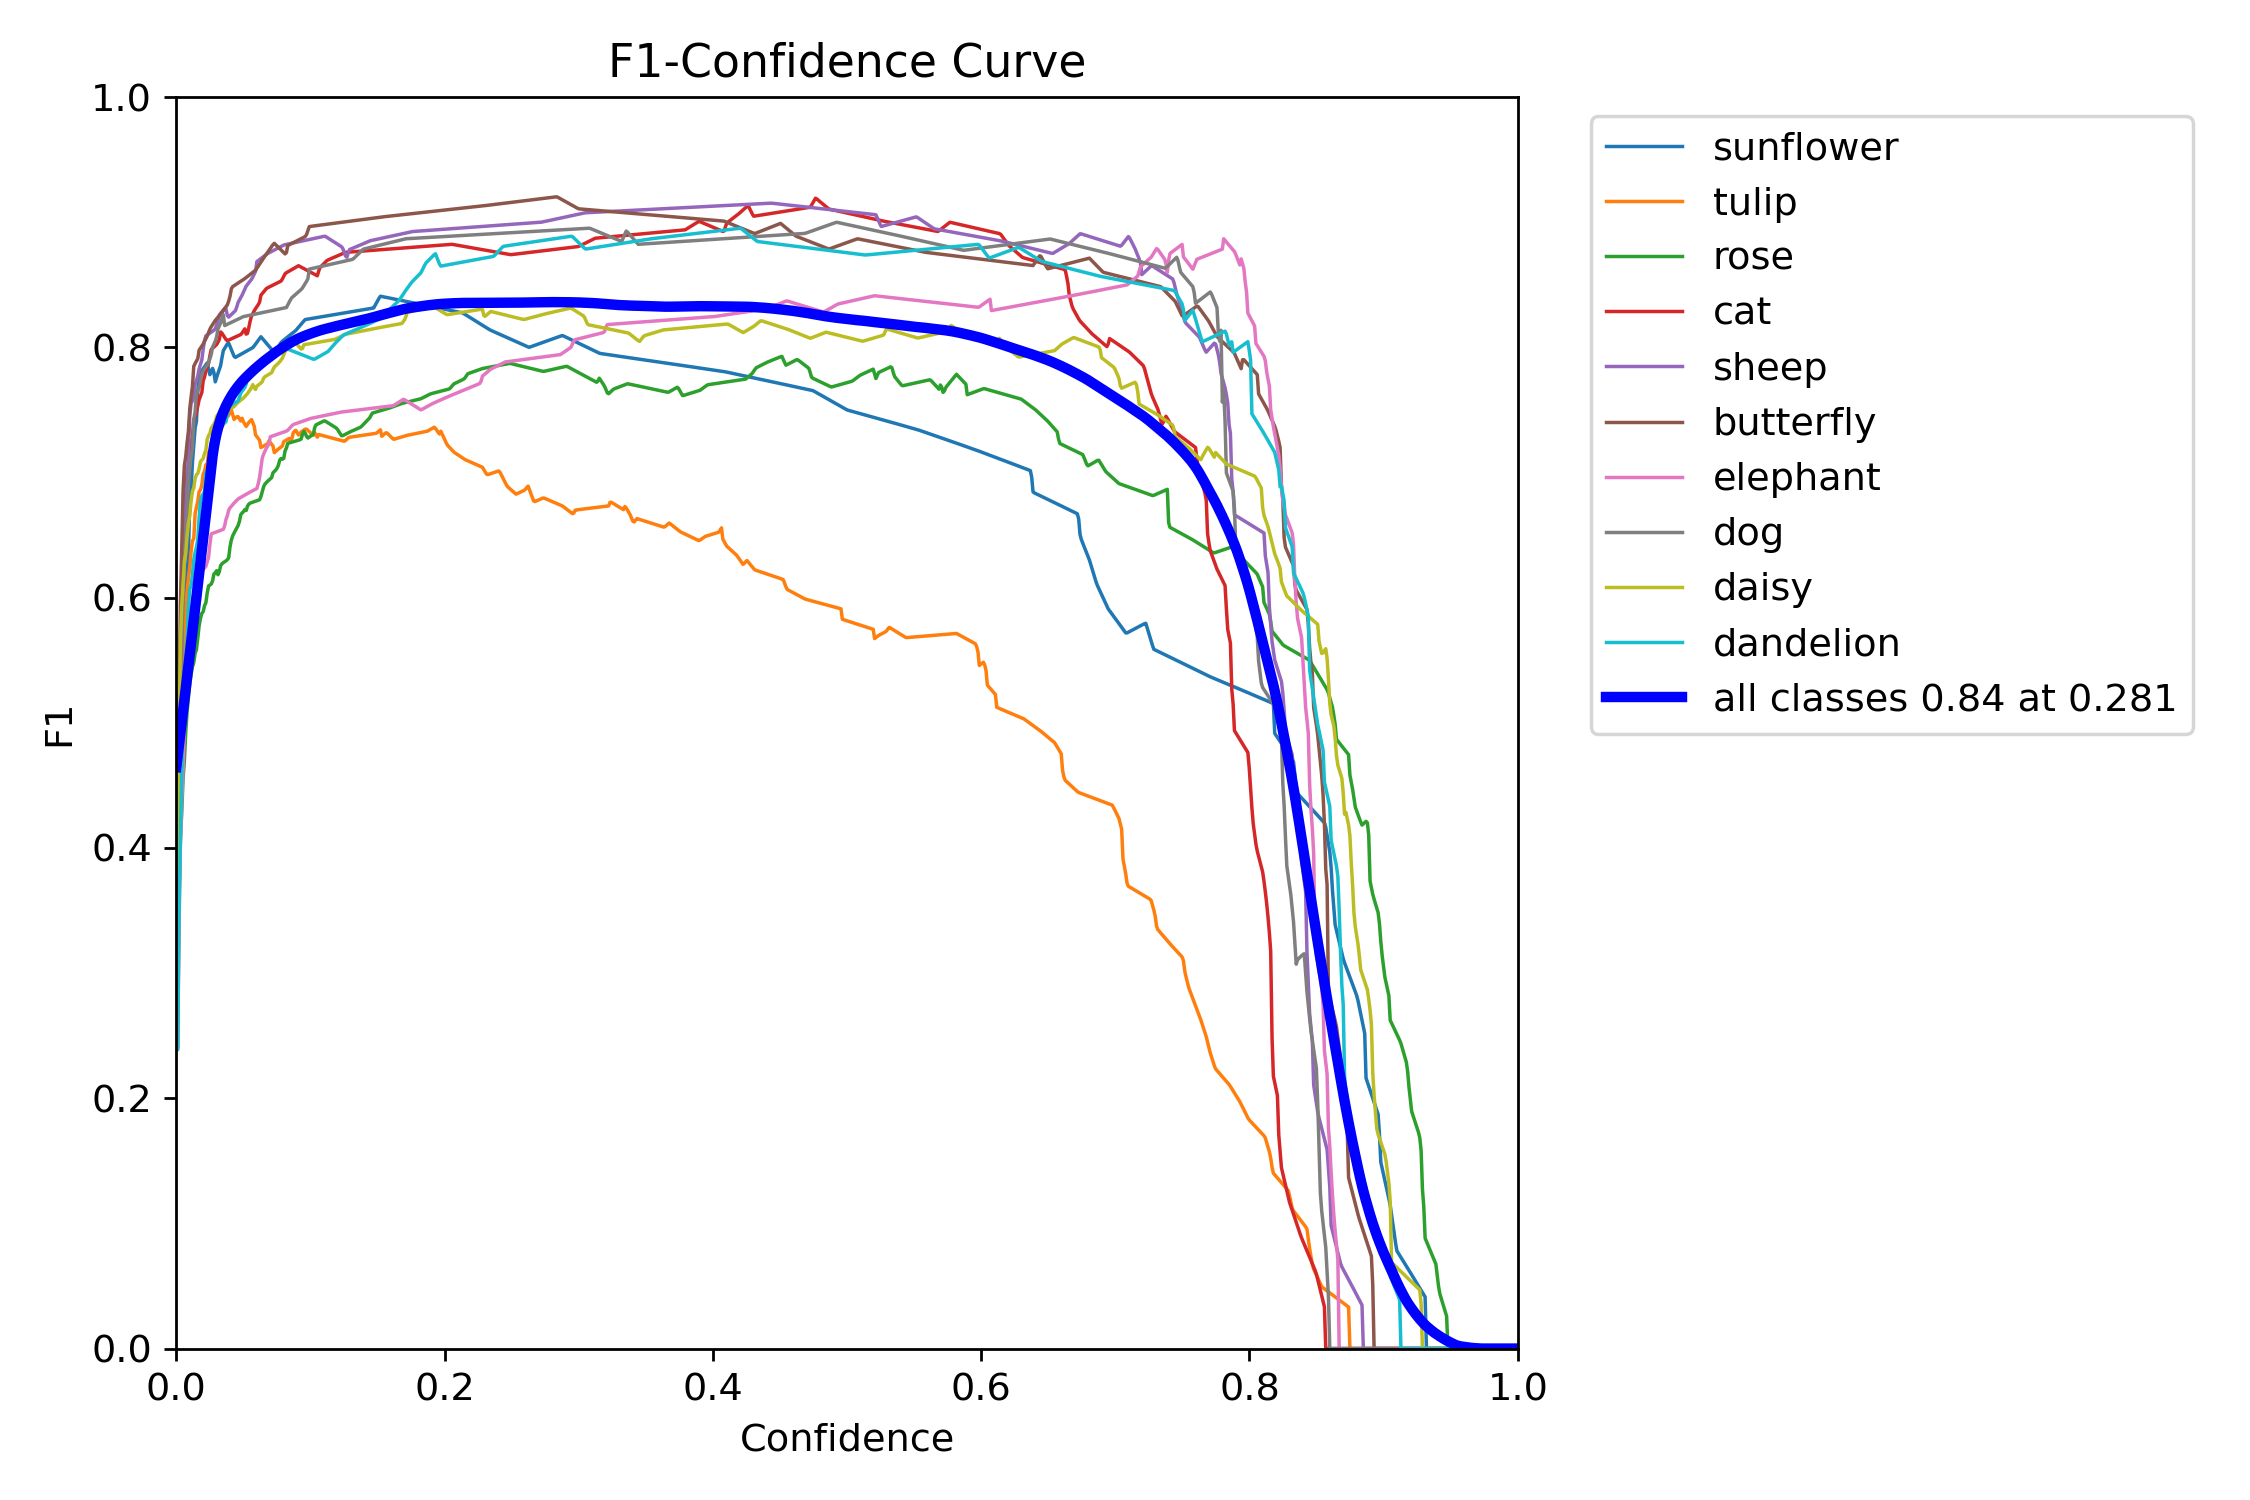 F1-Confidence Curve
1.0
0.8
0.6
0.4
0.2
0.0
F1
0.0 0.2 0.4 0.6 0.8 1.0
Confidence
sunflower
tulip
rose
cat
sheep
butterfly
elephant
dog
daisy
dandelion
all classes 0.84 at 0.281